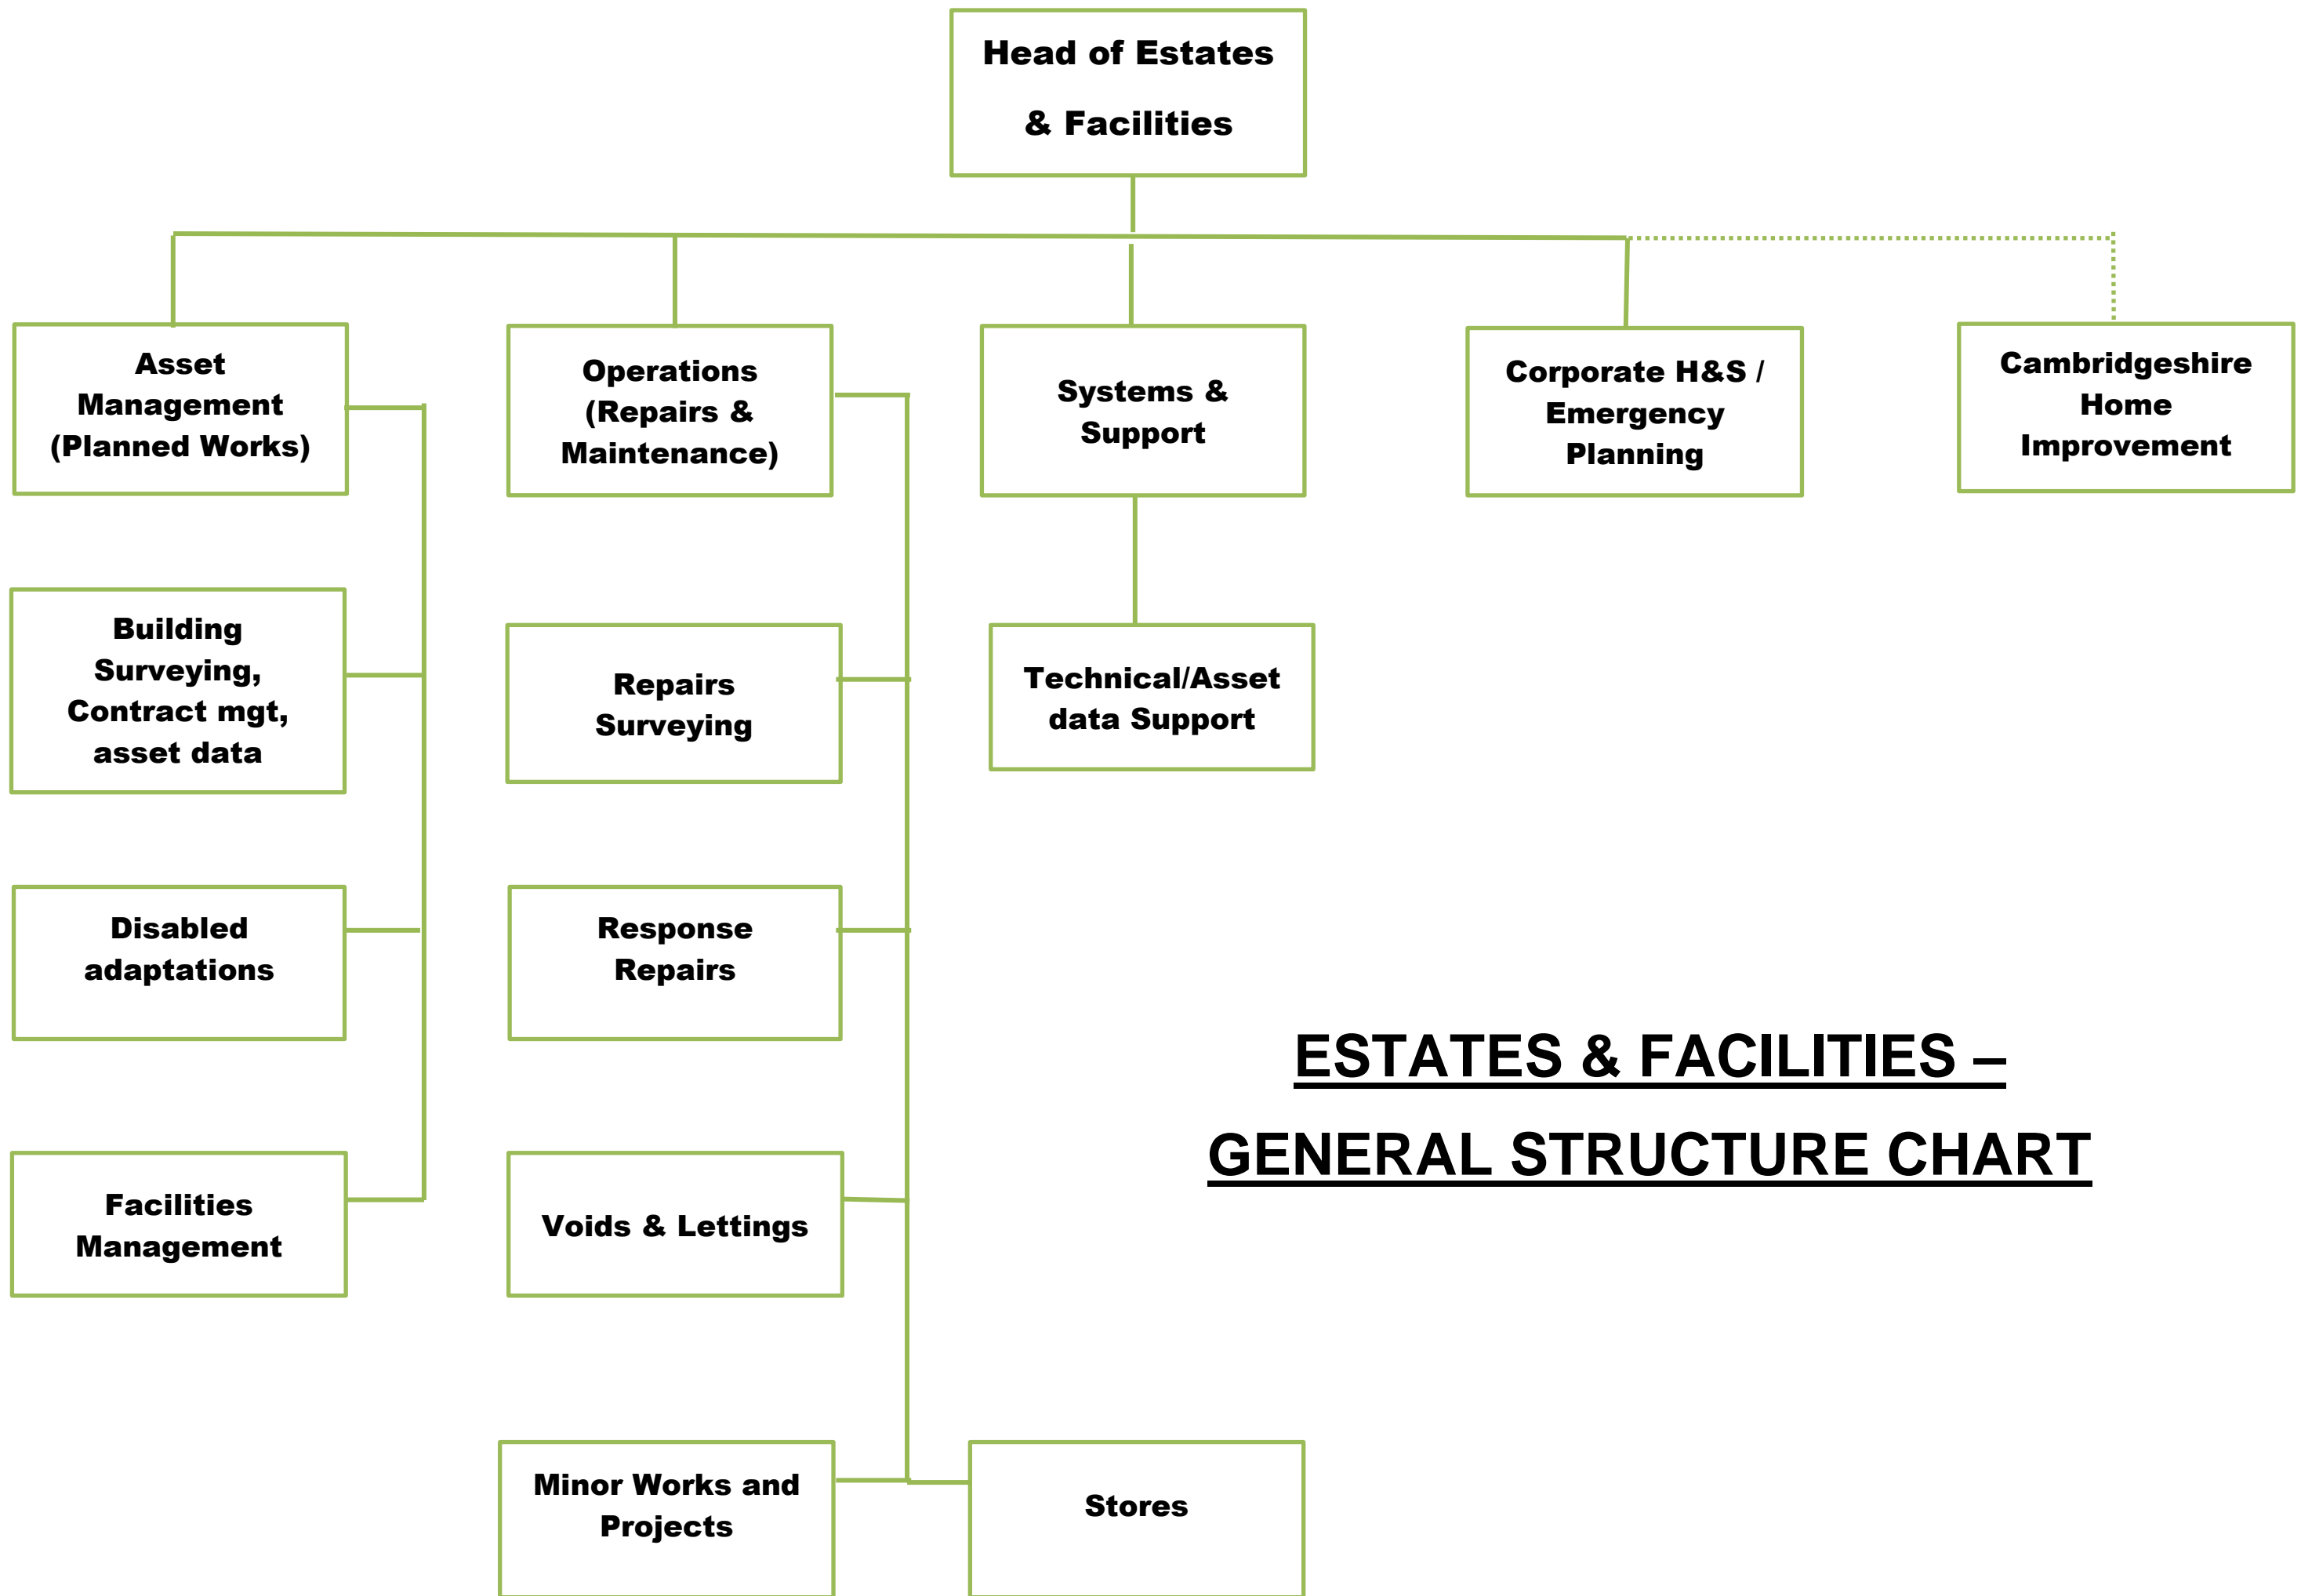 Head of Estates
& Facilities
Asset
Management
(Planned Works)
Operations
(Repairs &
Maintenance)
Systems &
Support
Corporate H&S /
Emergency
Planning
Cambridgeshire
Home
Improvement
Building
Surveying,
Contract mgt,
asset data
Repairs
Surveying
Technical/Asset
data Support
Disabled
adaptations
Response
Repairs
ESTATES & FACILITIES –
GENERAL STRUCTURE CHART
Facilities
Management
Voids & Lettings
Minor Works and
Projects
Stores